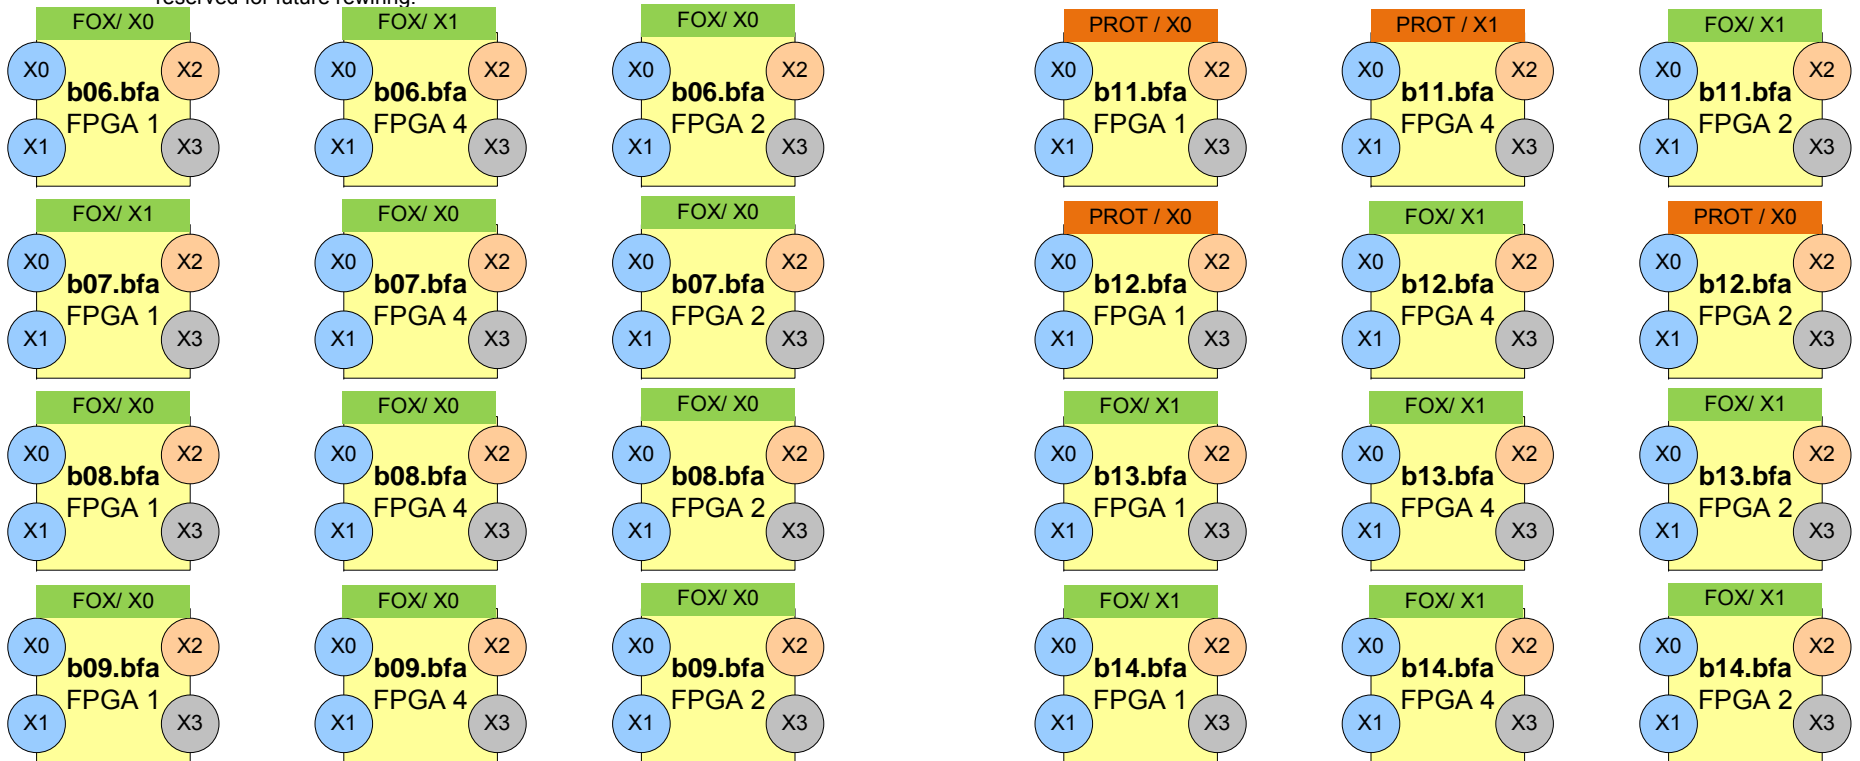 reserved for future rewiring.
FOX/ X0
X0 X2
b06.bfa
FPGA 1
X1 X3
FOX/ X1
X0 X2
b06.bfa
FPGA 4
X1 X3
FOX/ X0
X0 X2
b06.bfa
FPGA 2
X1 X3
PROT / X0
X0 X2
b11.bfa
FPGA 1
X1 X3
PROT / X1
X0 X2
b11.bfa
FPGA 4
X1 X3
FOX/ X1
X0 X2
b11.bfa
FPGA 2
X1 X3
FOX/ X1
X0 X2
b07.bfa
FPGA 1
X1 X3
FOX/ X0
X0 X2
b07.bfa
FPGA 4
X1 X3
FOX/ X0
X0 X2
b07.bfa
FPGA 2
X1 X3
PROT / X0
X0 X2
b12.bfa
FPGA 1
X1 X3
FOX/ X1
X0 X2
b12.bfa
FPGA 4
X1 X3
PROT / X0
X0 X2
b12.bfa
FPGA 2
X1 X3
FOX/ X0
X0 X2
b08.bfa
FPGA 1
X1 X3
FOX/ X0
X0 X2
b08.bfa
FPGA 4
X1 X3
FOX/ X0
X0 X2
b08.bfa
FPGA 2
X1 X3
FOX/ X1
X0 X2
b13.bfa
FPGA 1
X1 X3
FOX/ X1
X0 X2
b13.bfa
FPGA 4
X1 X3
FOX/ X1
X0 X2
b13.bfa
FPGA 2
X1 X3
FOX/ X0
X0 X2
b09.bfa
FPGA 1
X1 X3
FOX/ X0
X0 X2
b09.bfa
FPGA 4
X1 X3
FOX/ X0
X0 X2
b09.bfa
FPGA 2
X1 X3
FOX/ X1
X0 X2
b14.bfa
FPGA 1
X1 X3
FOX/ X1
X0 X2
b14.bfa
FPGA 4
X1 X3
FOX/ X1
X0 X2
b14.bfa
FPGA 2
X1 X3